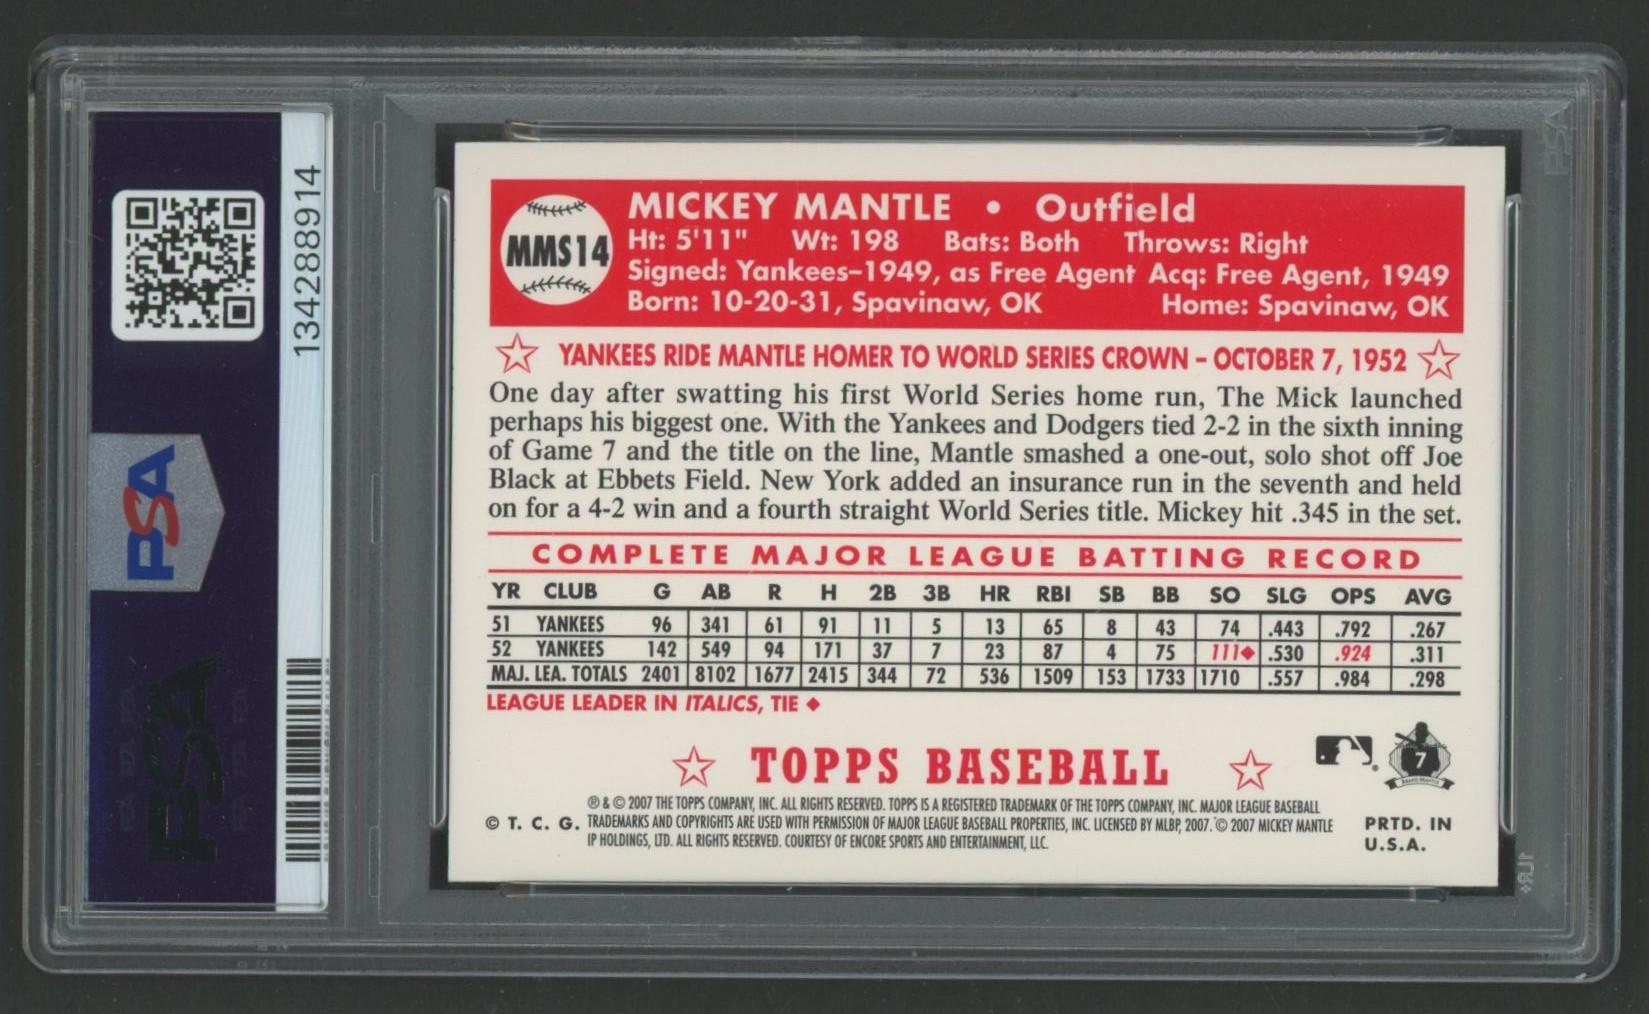 134288914
PSA
PSA
MMS14
MICKEY MANTLE • Outfield
Ht: 5'11" Wt: 198 Bats: Both Throws: Right
Signed: Yankees-1949, as Free Agent Acq: Free Agent, 1949
Born: 10-20-31, Spavinaw, OK Home: Spavinaw, OK
YANKEES RIDE MANTLE HOMER TO WORLD SERIES CROWN – OCTOBER 7, 1952
One day after swatting his first World Series home run, The Mick launched
perhaps his biggest one. With the Yankees and Dodgers tied 2-2 in the sixth inning
of Game 7 and the title on the line, Mantle smashed a one-out, solo shot off Joe
Black at Ebbets Field. New York added an insurance run in the seventh and held
on for a 4-2 win and a fourth straight World Series title. Mickey hit .345 in the set.
COMPLETE MAJOR LEAGUE BATTING RECORD
YR CLUB G AB R H 2B 3B HR RBI SB BB SO SLG OPS AVG
51 YANKEES 96 341 61 91 11 5 13 65 8 43 74 .443 .792 .267
52 YANKEES 142 549 94 171 37 7 23 87 4 75 111◆ .530 .924 .311
MAJ. LEA. TOTALS 2401 8102 1677 2415 344 72 536 1509 153 1733 1710 .557 .984 .298
LEAGUE LEADER IN ITALICS, TIE ◆
TOPPS BASEBALL
7
® & © 2007 THE TOPPS COMPANY, INC. ALL RIGHTS RESERVED. TOPPS IS A REGISTERED TRADEMARK OF THE TOPPS COMPANY, INC. MAJOR LEAGUE BASEBALL
© T. C. G. TRADEMARKS AND COPYRIGHTS ARE USED WITH PERMISSION OF MAJOR LEAGUE BASEBALL PROPERTIES, INC. LICENSED BY MLBP, 2007. © 2007 MICKEY MANTLE
IP HOLDINGS, LTD. ALL RIGHTS RESERVED. COURTESY OF ENCORE SPORTS AND ENTERTAINMENT, LLC.
PRTD. IN
U.S.A.
PSA